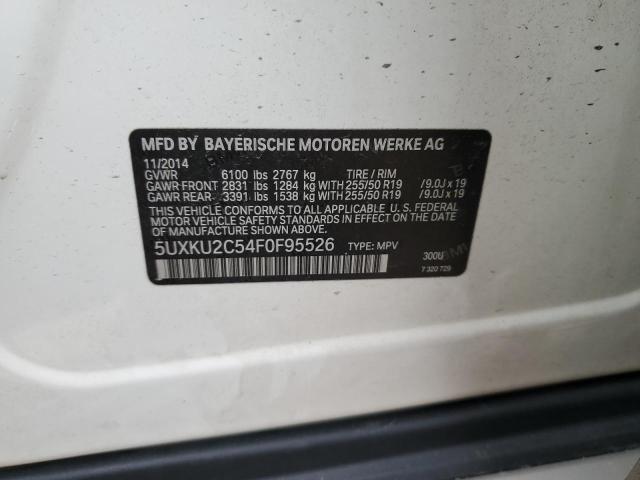 MFD BY BAYERISCHE MOTOREN WERKE AG
11/2014
GVWR 6100 lbs 2767 kg TIRE / RIM
GAWR FRONT 2831 lbs 1284 kg WITH 255/50 R19 /9.0J x 19
GAWR REAR 3391 lbs 1538 kg WITH 255/50 R19 /9.0J x 19
THIS VEHICLE CONFORMS TO ALL APPLICABLE U. S. FEDERAL
MOTOR VEHICLE SAFETY STANDARDS IN EFFECT ON THE DATE
OF MANUFACTURE SHOWN ABOVE.
5UXKU2C54F0F95526 TYPE: MPV
300U
7 320 729